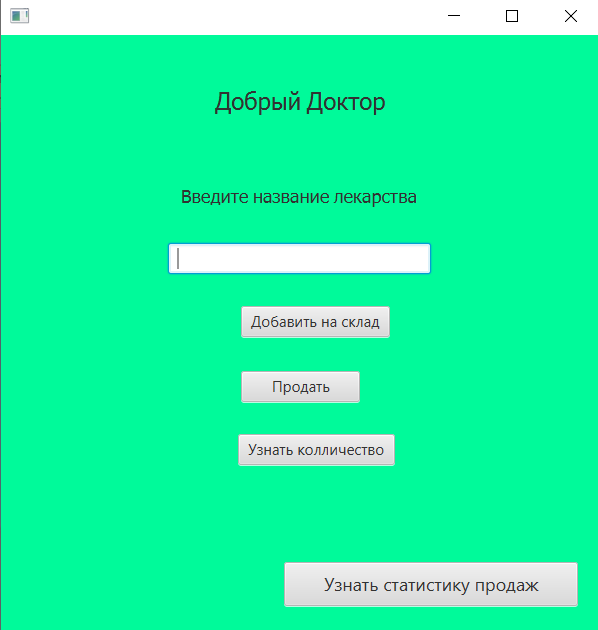 Добрый Доктор
Введите название лекарства
Добавить на склад
Продать
Узнать колличество
Узнать статистику продаж